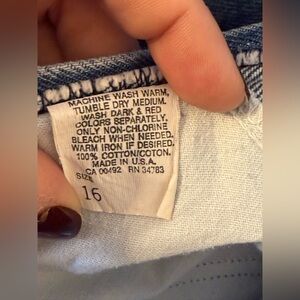 MACHINE WASH WARM,
TUMBLE DRY MEDIUM.
WASH DARK & RED
COLORS SEPARATELY.
ONLY NON-CHLORINE
BLEACH WHEN NEEDED.
WARM IRON IF DESIRED.
100% COTTON/COTON.
MADE IN U.S.A.
CA 00492 RN 34783
SIZE
16